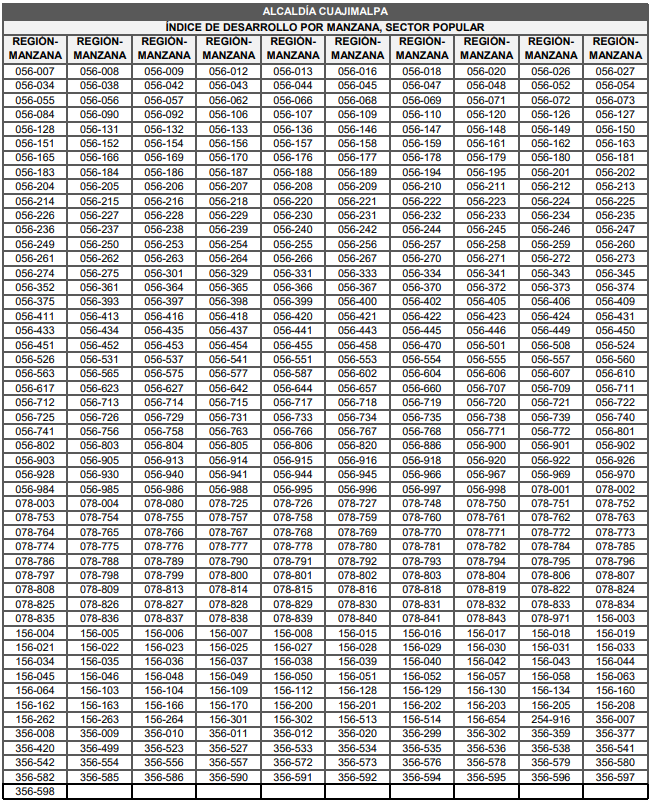 ALCALDÍA CUAJIMALPA
ÍNDICE DE DESARROLLO POR MANZANA, SECTOR POPULAR
REGIÓN- REGIÓN- REGIÓN- REGIÓN- REGIÓN- REGIÓN- REGIÓN- REGIÓN- REGIÓN- REGIÓN-
MANZANA MANZANA MANZANA MANZANA MANZANA MANZANA MANZANA MANZANA MANZANA MANZANA
056-007 056-008 056-009 056-012 056-013 056-016 056-018 056-020 056-026 056-027
056-034 056-038 056-042 056-043 056-044 056-045 056-047 056-048 056-052 056-054
056-055 056-056 056-057 056-062 056-066 056-068 056-069 056-071 056-072 056-073
056-084 056-090 056-092 056-106 056-107 056-109 056-110 056-120 056-126 056-127
056-128 056-131 056-132 056-133 056-136 056-146 056-147 056-148 056-149 056-150
056-151 056-152 056-154 056-156 056-157 056-158 056-159 056-161 056-162 056-163
056-165 056-166 056-169 056-170 056-176 056-177 056-178 056-179 056-180 056-181
056-183 056-184 056-186 056-187 056-188 056-189 056-194 056-195 056-201 056-202
056-204 056-205 056-206 056-207 056-208 056-209 056-210 056-211 056-212 056-213
056-214 056-215 056-216 056-218 056-220 056-221 056-222 056-223 056-224 056-225
056-226 056-227 056-228 056-229 056-230 056-231 056-232 056-233 056-234 056-235
056-236 056-237 056-238 056-239 056-240 056-242 056-244 056-245 056-246 056-247
056-249 056-250 056-253 056-254 056-255 056-256 056-257 056-258 056-259 056-260
056-261 056-262 056-263 056-264 056-266 056-267 056-270 056-271 056-272 056-273
056-274 056-275 056-301 056-329 056-331 056-333 056-334 056-341 056-343 056-345
056-352 056-361 056-364 056-365 056-366 056-367 056-370 056-372 056-373 056-374
056-375 056-393 056-397 056-398 056-399 056-400 056-402 056-405 056-406 056-409
056-411 056-413 056-416 056-418 056-420 056-421 056-422 056-423 056-424 056-431
056-433 056-434 056-435 056-437 056-441 056-443 056-445 056-446 056-449 056-450
056-451 056-452 056-453 056-454 056-455 056-458 056-470 056-501 056-508 056-524
056-526 056-531 056-537 056-541 056-551 056-553 056-554 056-555 056-557 056-560
056-563 056-565 056-575 056-577 056-587 056-602 056-604 056-606 056-607 056-610
056-617 056-623 056-627 056-642 056-644 056-657 056-660 056-707 056-709 056-711
056-712 056-713 056-714 056-715 056-717 056-718 056-719 056-720 056-721 056-722
056-725 056-726 056-729 056-731 056-733 056-734 056-735 056-738 056-739 056-740
056-741 056-756 056-758 056-763 056-766 056-767 056-768 056-771 056-772 056-801
056-802 056-803 056-804 056-805 056-806 056-820 056-886 056-900 056-901 056-902
056-903 056-905 056-913 056-914 056-915 056-916 056-918 056-920 056-922 056-926
056-928 056-930 056-940 056-941 056-944 056-945 056-966 056-967 056-969 056-970
056-984 056-985 056-986 056-988 056-995 056-996 056-997 056-998 078-001 078-002
078-003 078-004 078-080 078-725 078-726 078-727 078-748 078-750 078-751 078-752
078-753 078-754 078-755 078-757 078-758 078-759 078-760 078-761 078-762 078-763
078-764 078-765 078-766 078-767 078-768 078-769 078-770 078-771 078-772 078-773
078-774 078-775 078-776 078-777 078-778 078-780 078-781 078-782 078-784 078-785
078-786 078-788 078-789 078-790 078-791 078-792 078-793 078-794 078-795 078-796
078-797 078-798 078-799 078-800 078-801 078-802 078-803 078-804 078-806 078-807
078-808 078-809 078-813 078-814 078-815 078-816 078-818 078-819 078-822 078-824
078-825 078-826 078-827 078-828 078-829 078-830 078-831 078-832 078-833 078-834
078-835 078-836 078-837 078-838 078-839 078-840 078-841 078-843 078-971 156-003
156-004 156-005 156-006 156-007 156-008 156-015 156-016 156-017 156-018 156-019
156-021 156-022 156-023 156-025 156-027 156-028 156-029 156-030 156-031 156-033
156-034 156-035 156-036 156-037 156-038 156-039 156-040 156-042 156-043 156-044
156-045 156-046 156-048 156-049 156-050 156-051 156-052 156-057 156-058 156-063
156-064 156-103 156-104 156-109 156-112 156-128 156-129 156-130 156-134 156-160
156-162 156-163 156-166 156-170 156-200 156-201 156-202 156-203 156-205 156-208
156-262 156-263 156-264 156-301 156-302 156-513 156-514 156-654 254-916 356-007
356-008 356-009 356-010 356-011 356-012 356-020 356-299 356-302 356-359 356-377
356-420 356-499 356-523 356-527 356-533 356-534 356-535 356-536 356-538 356-541
356-542 356-554 356-556 356-557 356-572 356-573 356-576 356-578 356-579 356-580
356-582 356-585 356-586 356-590 356-591 356-592 356-594 356-595 356-596 356-597
356-598